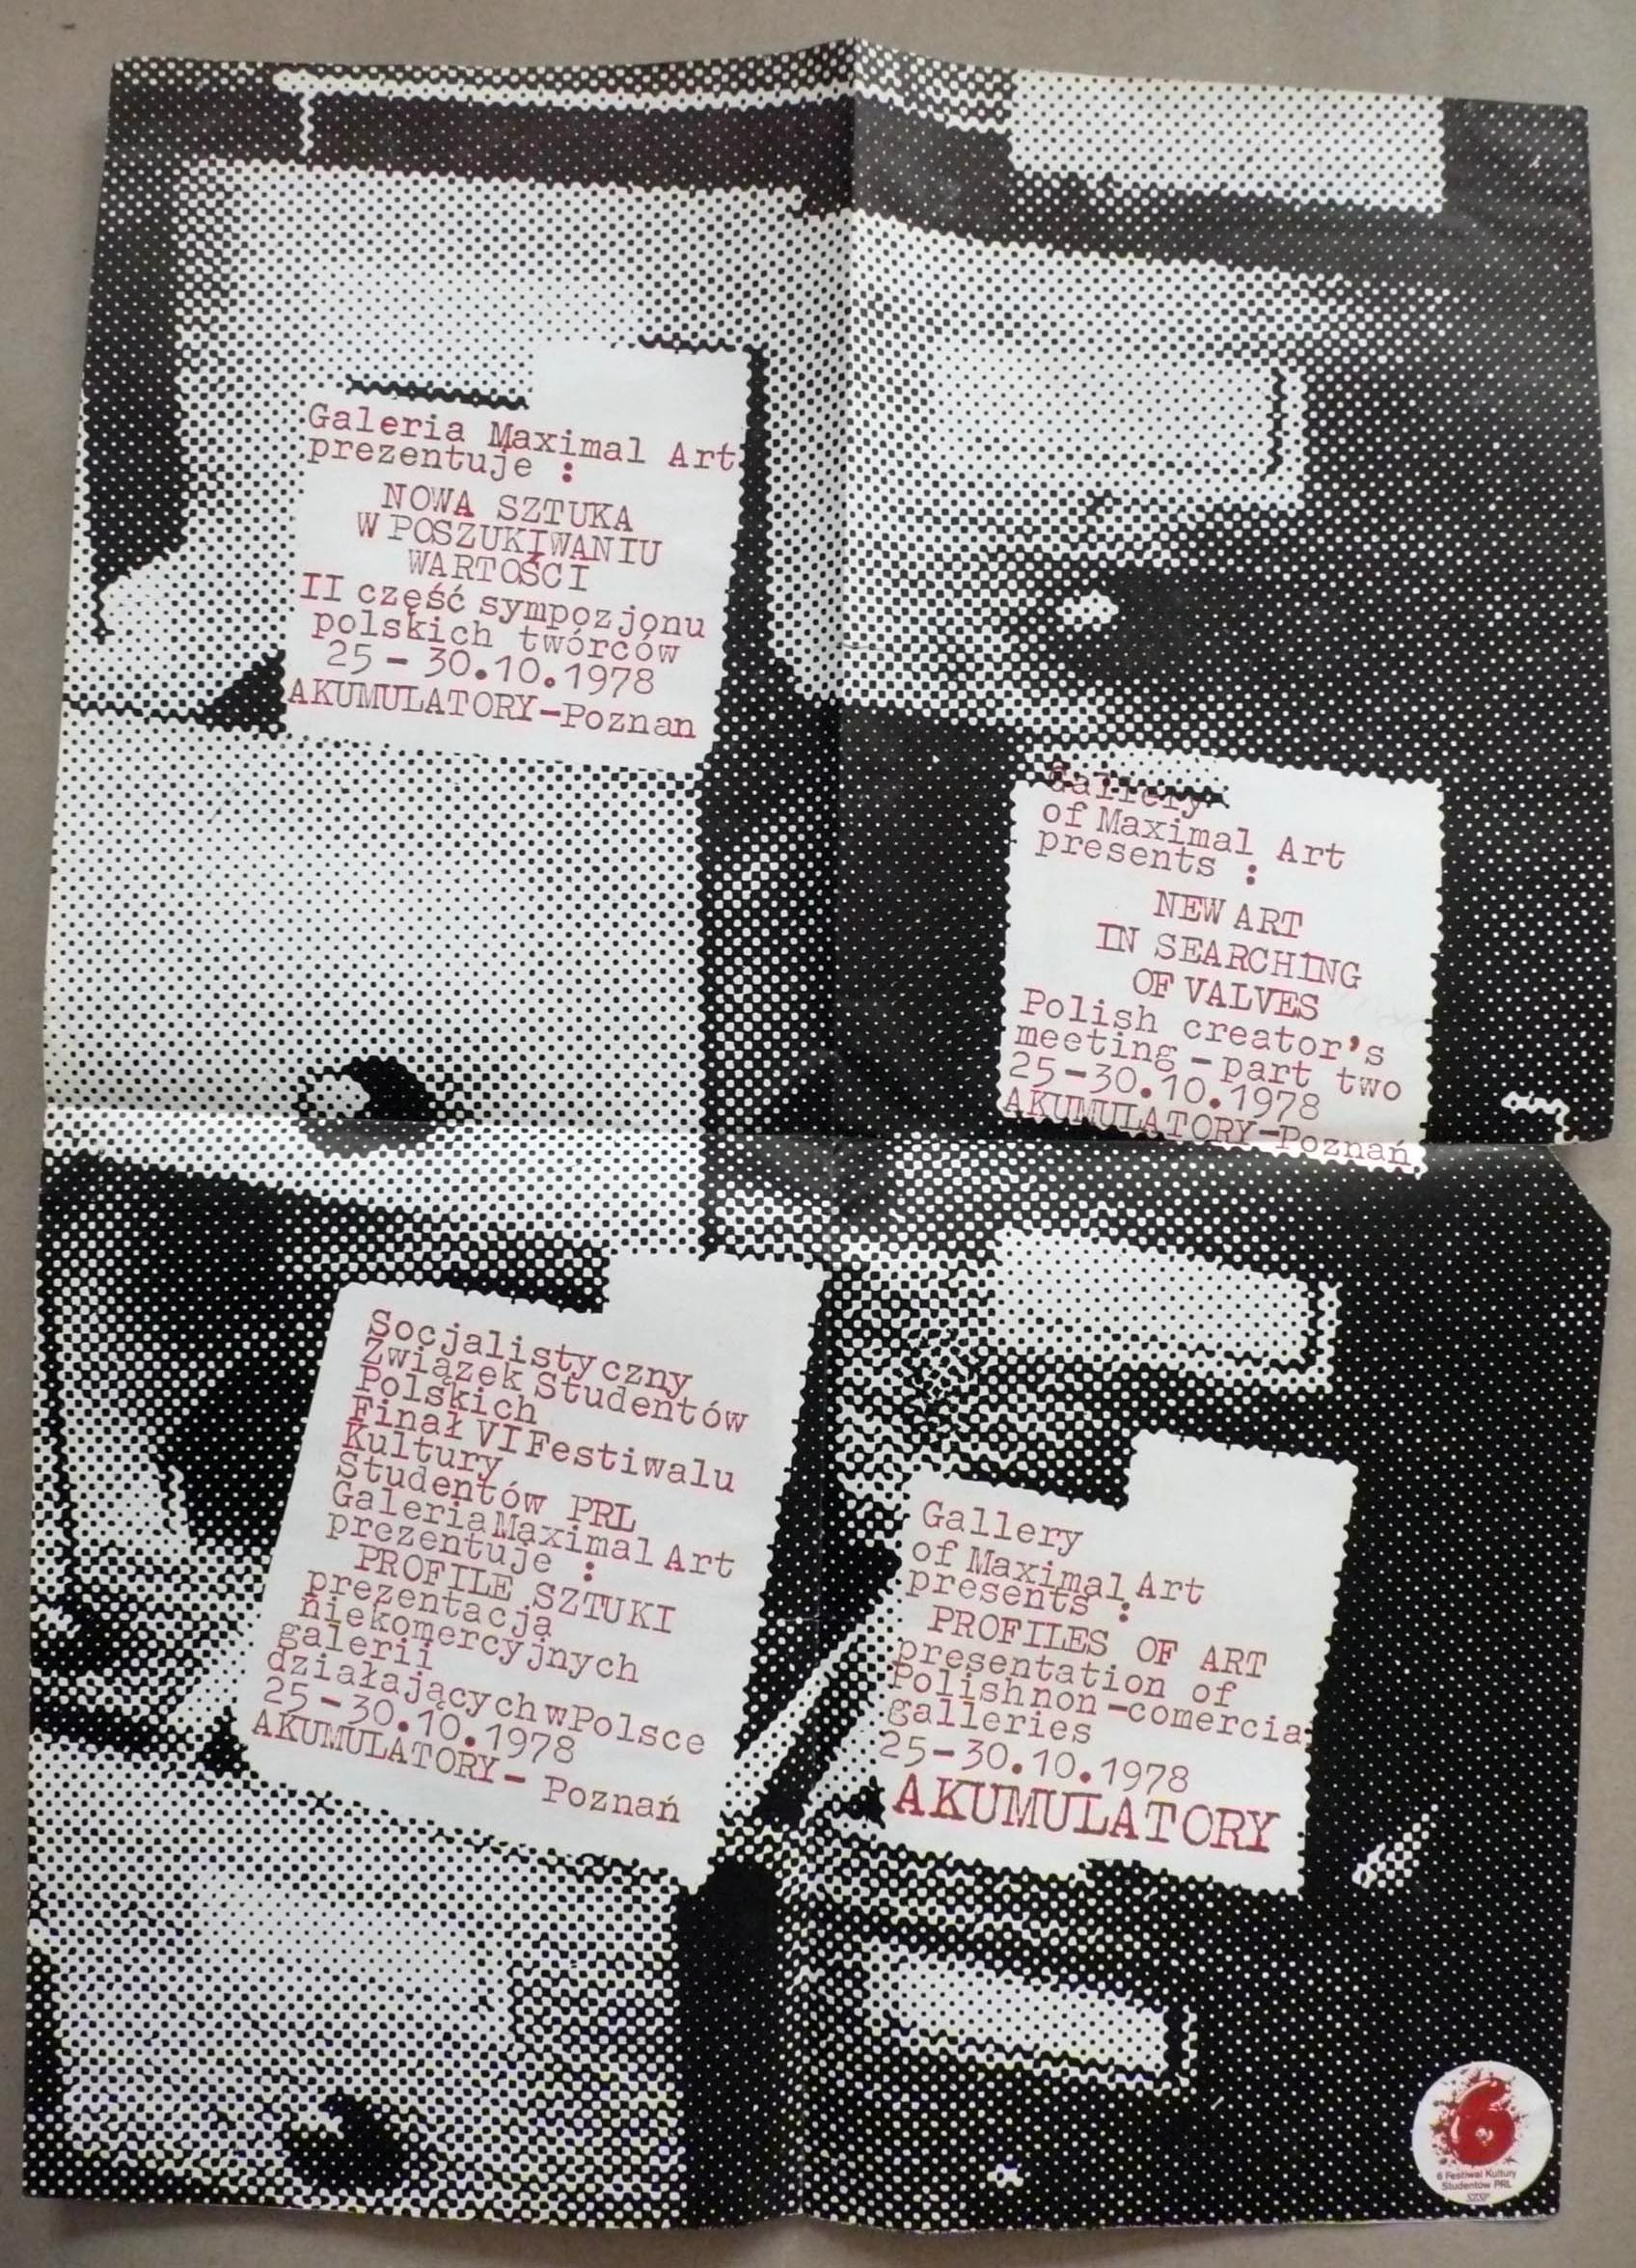 Galeria Maximal Art
prezentuje :
NOWA SZTUKA
W POSZUKIWANIU
WARTOŚCI
II część sympozjonu
polskich twórców
25-30.10.1978
AKUMULATORY-Poznan
Gallery
of Maximal Art
presents :
NEW ART
IN SEARCHING
OF VALVES
Polish creator's
meeting - part two
25-30.10.1978
AKUMULATORY-Poznań
Socjalistyczny
Związek Studentów
Polskich
Finał VI Festiwalu
Kultury
Studentów PRL
Galeria Maximal Art
prezentuje :
PROFILE SZTUKI
prezentacja
niekomercyjnych
galerii
działających w Polsce
25-30.10.1978
AKUMULATORY- Poznań
Gallery
of Maximal Art
presents :
PROFILES OF ART
presentation of
Polish non-comercial
galleries
25-30.10.1978
AKUMULATORY
6
6 Festiwal Kultury
Studentów PRL
SZSP